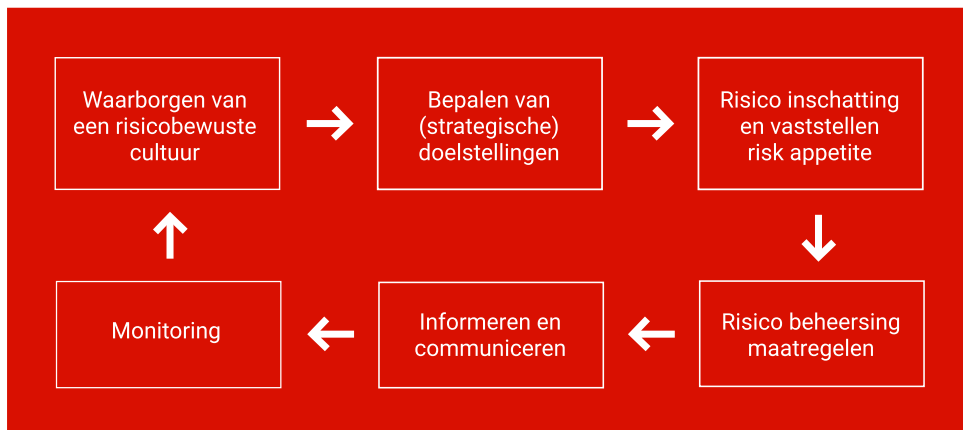 Waarborgen van
een risicobewuste
cultuur
Bepalen van
(strategische)
doelstellingen
Risico inschatting
en vaststellen
risk appetite
Risico beheersing
maatregelen
Informeren en
communiceren
Monitoring